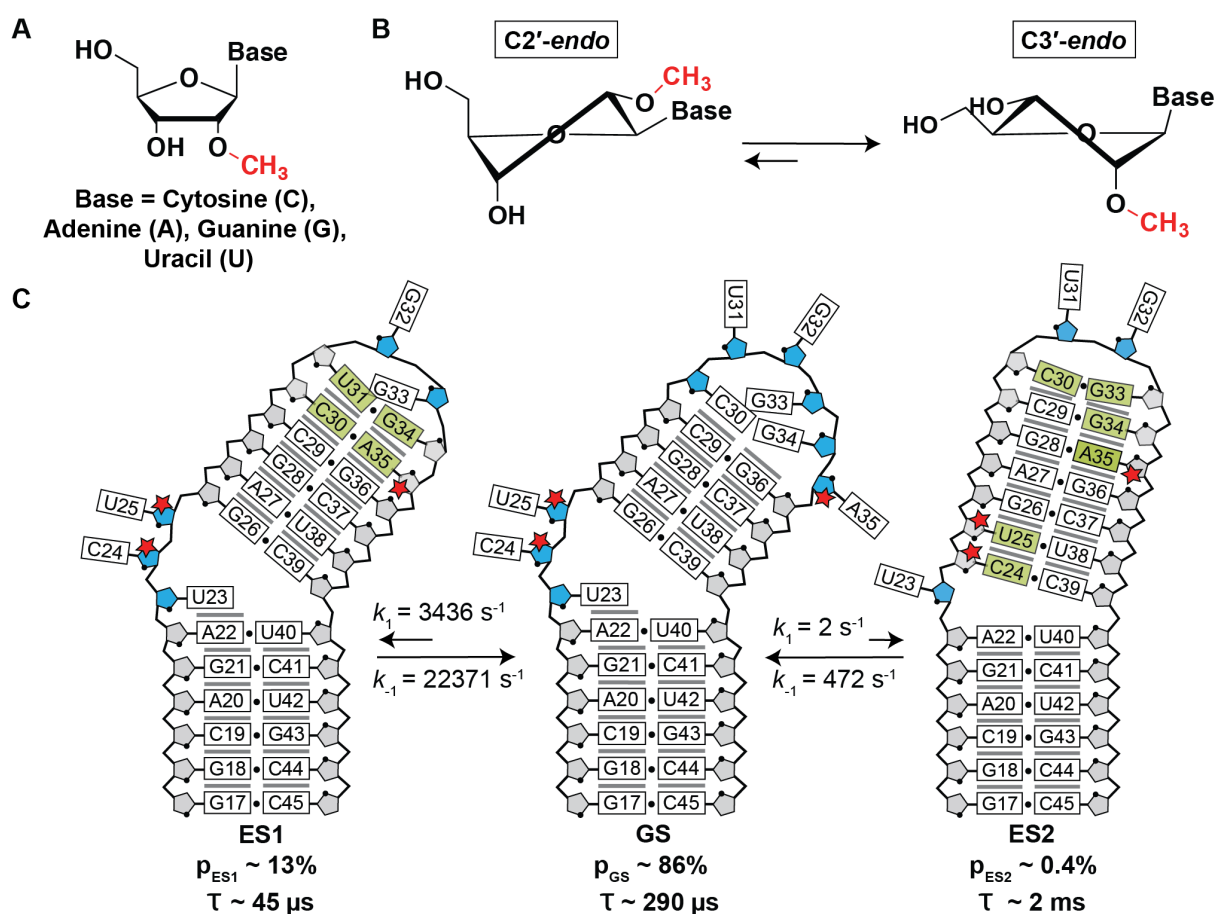 A
HO
Base
O
OH
O
CH3
Base = Cytosine (C),
Adenine (A), Guanine (G),
Uracil (U)
B
C2′-endo
HO
O
CH3
O
Base
OH
C3′-endo
HO
HO
O
Base
O
CH3
C
G32
U31
G33
C30
G34
C29
A35
G28
G36
A27
C37
G26
U38
C39
U25
C24
U23
A22 U40
G21 C41
A20 U42
C19 G43
G18 C44
G17 C45
ES1
pES1 ~ 13%
τ ~ 45 µs
k1 = 3436 s-1
k-1 = 22371 s-1
U31
G32
C30
G33
C29
G34
G28
G36
A35
A27
C37
G26
U38
C39
U25
C24
U23
A22 U40
G21 C41
A20 U42
C19 G43
G18 C44
G17 C45
GS
pGS ~ 86%
τ ~ 290 µs
k1 = 2 s-1
k-1 = 472 s-1
U31
G32
C30 G33
C29 G34
G28 A35
A27 G36
G26 C37
U25 U38
C24 C39
U23
A22 U40
G21 C41
A20 U42
C19 G43
G18 C44
G17 C45
ES2
pES2 ~ 0.4%
τ ~ 2 ms